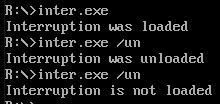 R:\>inter.exe
Interruption was loaded
R:\>inter.exe /un
Interruption was unloaded
R:\>inter.exe /un
Interruption is not loaded